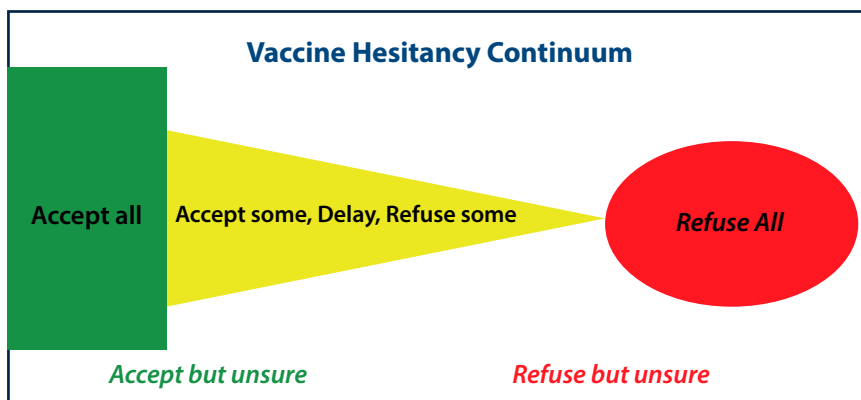 Vaccine Hesitancy Continuum
Accept all
Accept some, Delay, Refuse some
Refuse All
Accept but unsure
Refuse but unsure